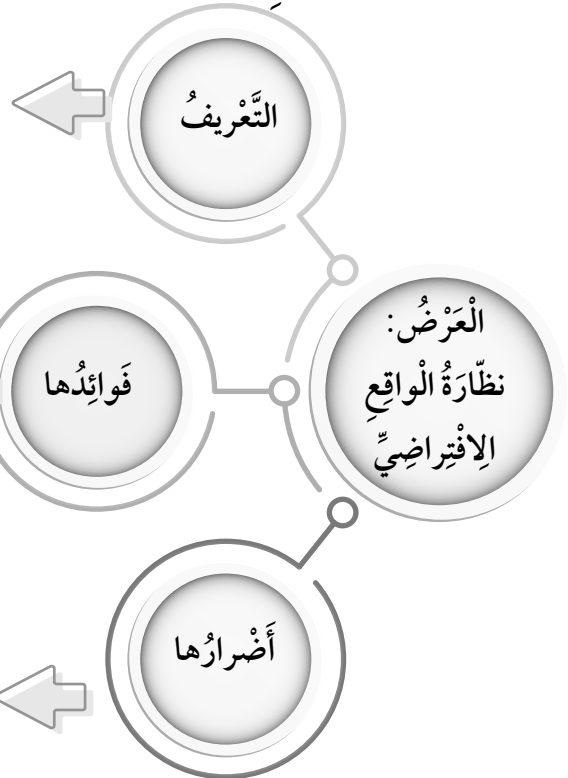 التَّعْريفُ
الْعَرْضُ:
نظّارَةُ الْواقِعِ
الِافْتِراضِيِّ
فَوائِدُها
أَضْرارُها